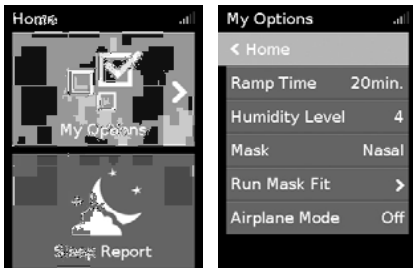 Home
My Options
Sleep Report
My Options
< Home
Ramp Time 20min.
Humidity Level 4
Mask Nasal
Run Mask Fit >
Airplane Mode Off